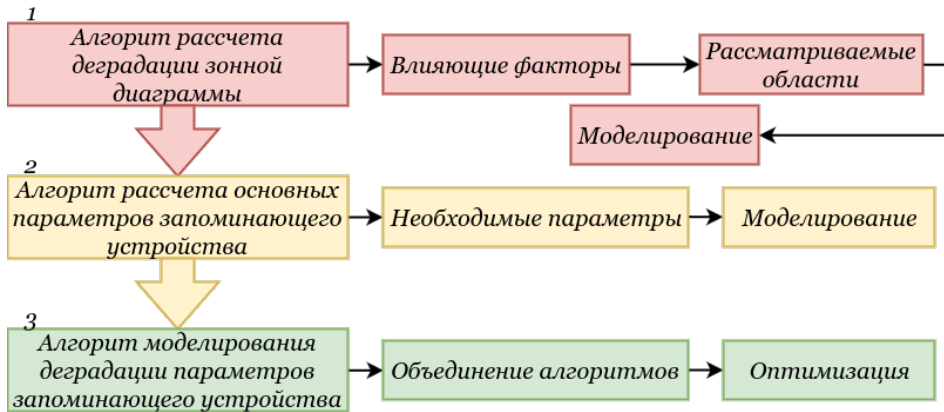 1
Алгорит рассчета
деградации зонной
диаграммы
Влияющие факторы
Рассматриваемые
области
Моделирование
2
Алгорит рассчета основных
параметров запоминающего
устройства
Необходимые параметры
Моделирование
3
Алгорит моделирования
деградации параметров
запоминающего устройства
Объединение алгоритмов
Оптимизация